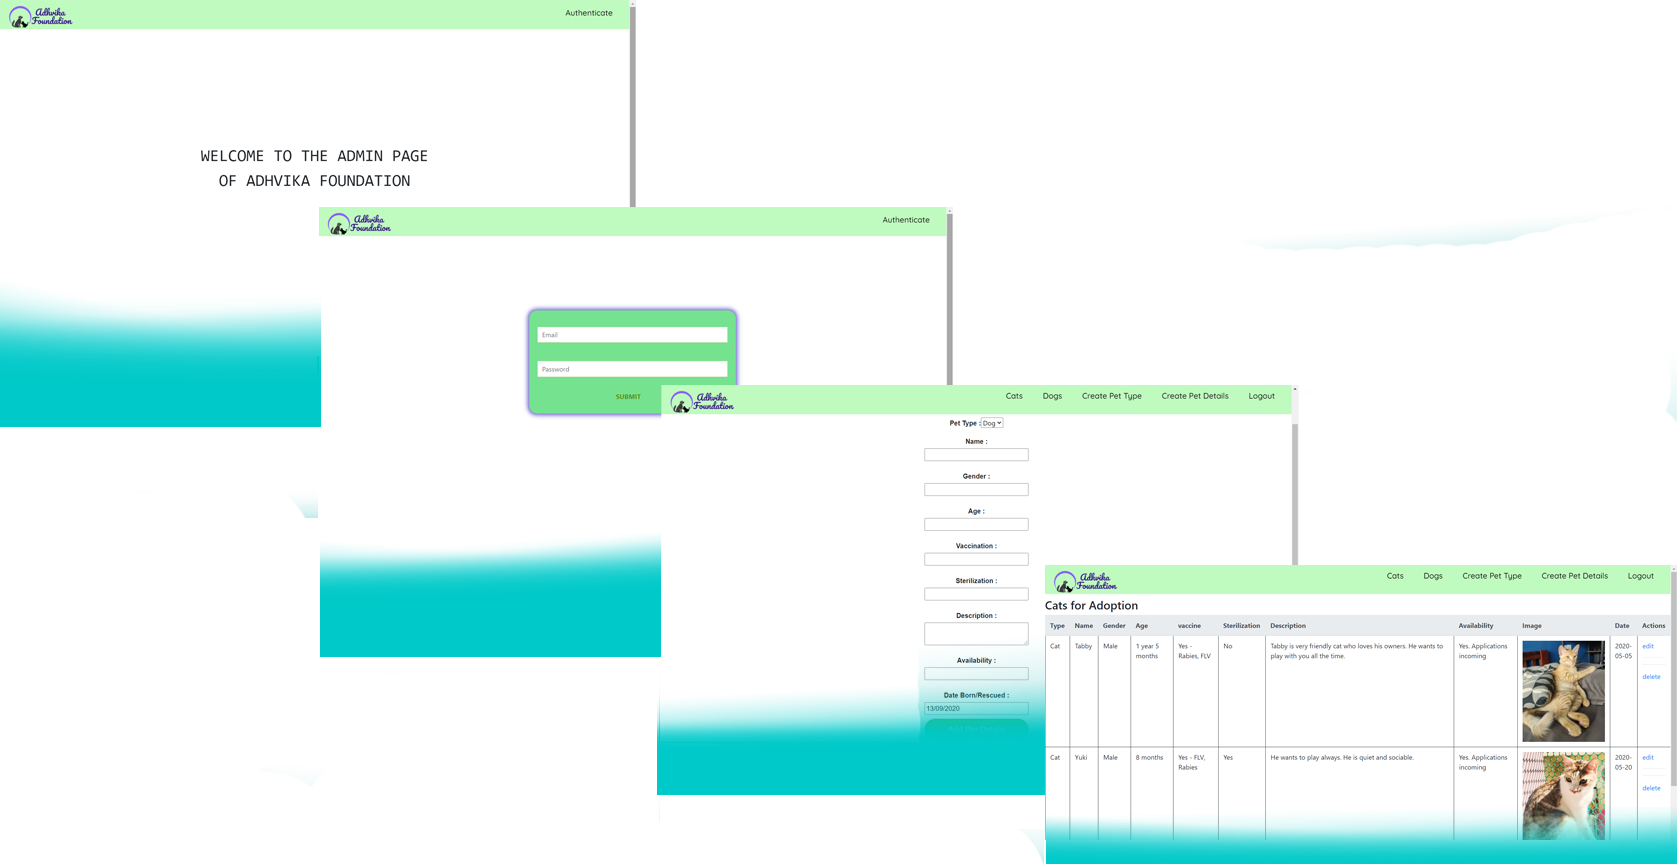 Adhvika
Foundation
Authenticate
WELCOME TO THE ADMIN PAGE
OF ADHVIKA FOUNDATION
Adhvika
Foundation
Authenticate
Email
Password
SUBMIT
Adhvika
Foundation
Cats Dogs Create Pet Type Create Pet Details Logout
Pet Type : Dog
Name :
Gender :
Age :
Vaccination :
Sterilization :
Description :
Availability :
Date Born/Rescued :
13/09/2020
Adhvika
Foundation
Cats Dogs Create Pet Type Create Pet Details Logout
Cats for Adoption
Type Name Gender Age vaccine Sterilization Description Availability Image Date Actions
Cat Tabby Male 1 year 5 Yes - No Tabby is very friendly cat who loves his owners. He wants to Yes. Applications 2020- edit
months Rabies, FLV play with you all the time. incoming 05-05
delete
Cat Yuki Male 8 months Yes - FLV, Yes He wants to play always. He is quiet and sociable. Yes. Applications 2020- edit
Rabies incoming 05-20
delete